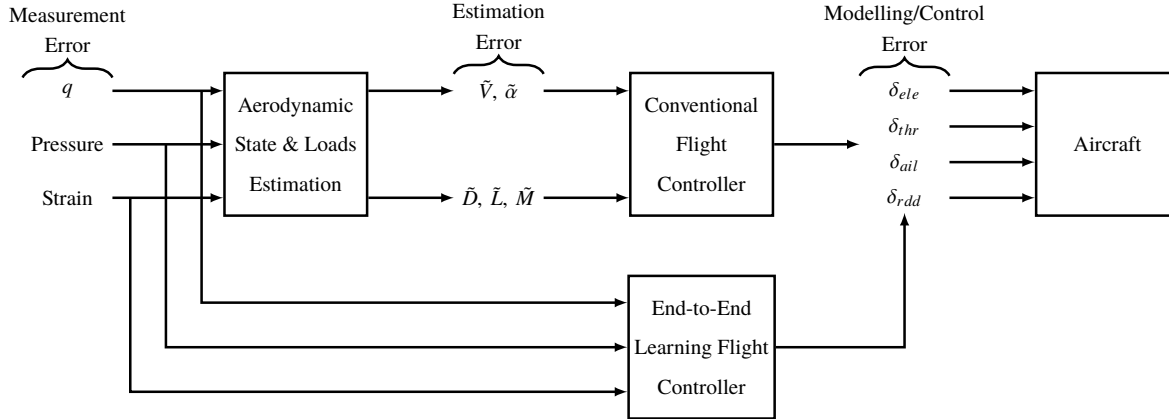 Measurement
Error
q
Pressure
Strain
Aerodynamic
State & Loads
Estimation
Estimation
Error
Ṽ, α̃
D̃, L̃, M̃
Conventional
Flight
Controller
End-to-End
Learning Flight
Controller
Modelling/Control
Error
δ_ele
δ_thr
δ_ail
δ_rdd
Aircraft